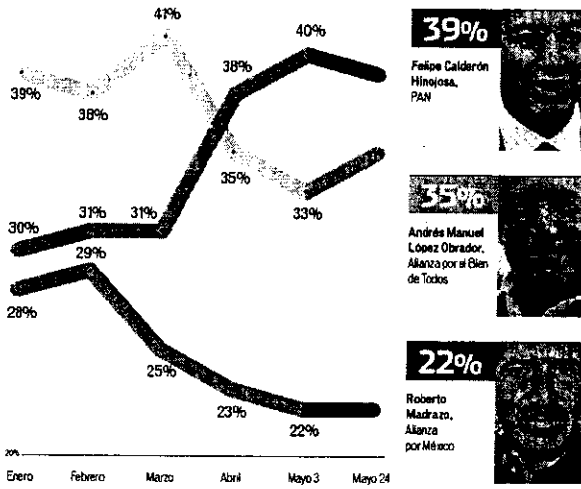 41%
40%
39%
38%
38%
35%
33%
30%
31%
31%
29%
28%
25%
23%
22%
20%
Enero Febrero Marzo Abril Mayo 3 Mayo 24
39%
Felipe Calderón
Hinojosa,
PAN
35%
Andrés Manuel
López Obrador,
Alianza por el Bien
de Todos
22%
Roberto
Madrazo,
Alianza
por México